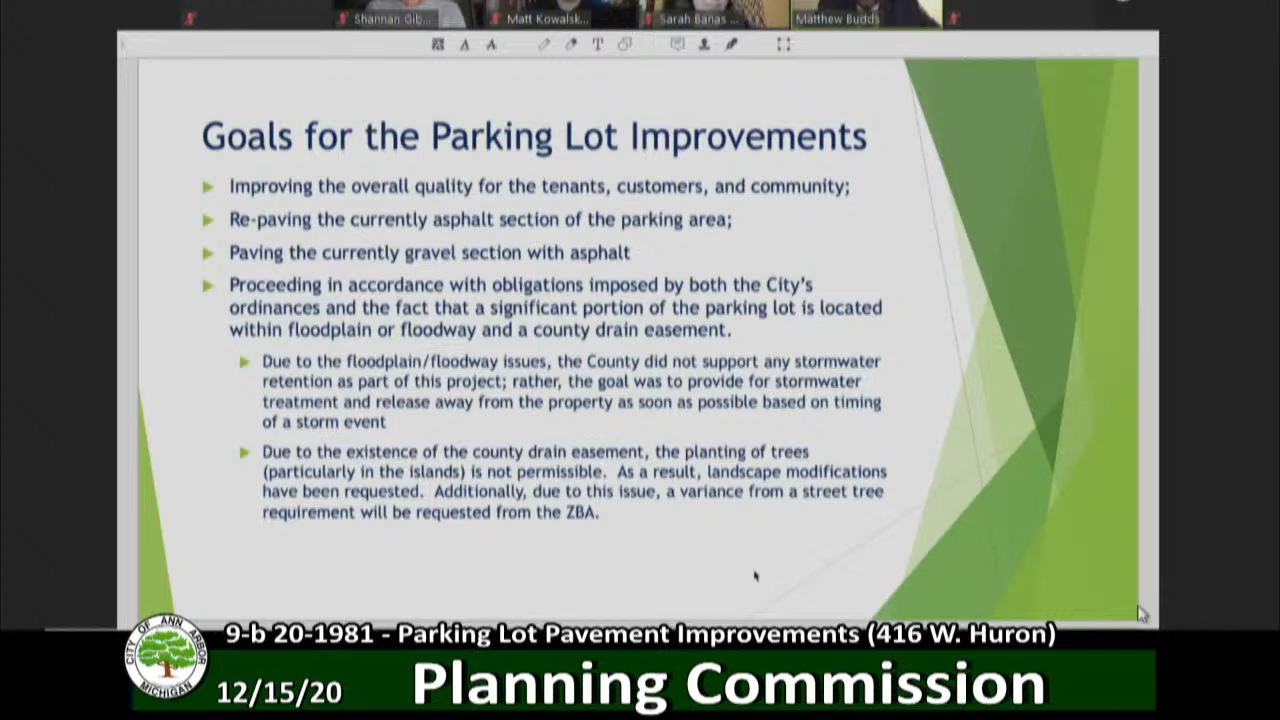 Shannan Gib...
Matt Kowalsk...
Sarah Banas ...
Matthew Budds
Goals for the Parking Lot Improvements
Improving the overall quality for the tenants, customers, and community;
Re-paving the currently asphalt section of the parking area;
Paving the currently gravel section with asphalt
Proceeding in accordance with obligations imposed by both the City's
ordinances and the fact that a significant portion of the parking lot is located
within floodplain or floodway and a county drain easement.
Due to the floodplain/floodway issues, the County did not support any stormwater
retention as part of this project; rather, the goal was to provide for stormwater
treatment and release away from the property as soon as possible based on timing
of a storm event
Due to the existence of the county drain easement, the planting of trees
(particularly in the islands) is not permissible. As a result, landscape modifications
have been requested. Additionally, due to this issue, a variance from a street tree
requirement will be requested from the ZBA.
9-b 20-1981 - Parking Lot Pavement Improvements (416 W. Huron)
CITY OF ANN ARBOR
MICHIGAN
12/15/20
Planning Commission